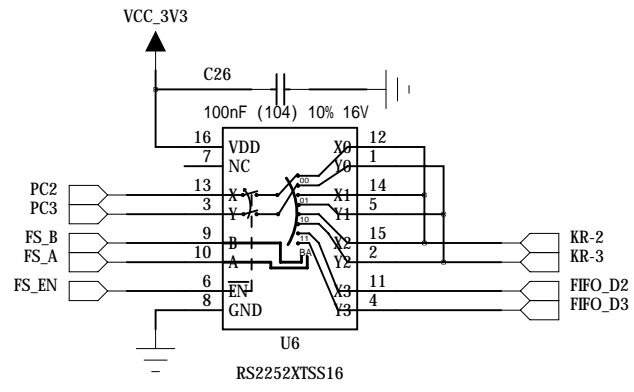 VCC_3V3
C26
100nF (104) 10% 16V
16 VDD X0 12
7 NC Y0 1
PC2 13 X X1 14
PC3 3 Y Y1 5
FS_B 9 B X2 15 KR-2
FS_A 10 A Y2 2 KR-3
FS_EN 6 EN X3 11 FIFO_D2
8 GND Y3 4 FIFO_D3
00
01
10
11
BA
U6
RS2252XTSS16